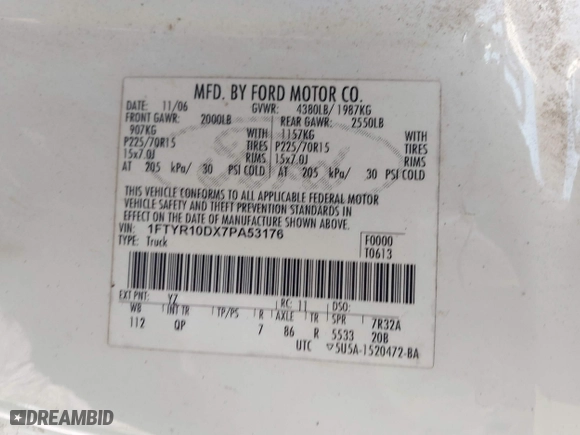 MFD. BY FORD MOTOR CO.
DATE: 11/06 GVWR: 4380LB/ 1987KG
FRONT GAWR: 2000LB REAR GAWR: 2550LB
907KG WITH 1157KG WITH
P225/70R15 TIRES P225/70R15 TIRES
15x7.0J RIMS 15x7.0J RIMS
AT 205 kPa/ 30 PSI COLD AT 205 kPa/ 30 PSI COLD
THIS VEHICLE CONFORMS TO ALL APPLICABLE FEDERAL MOTOR
VEHICLE SAFETY AND THEFT PREVENTION STANDARDS IN
EFFECT ON THE DATE OF MANUFACTURE SHOWN ABOVE.
VIN: 1FTYR10DX7PA53176 F0000
TYPE: Truck T0613
EXT PNT: YZ RC: 11 DSO:
WB INT TR TP/PS R AXLE TR SPR 7R32A
112 QP 7 86 R 5533 20B
UTC ▽5U5A-1520472-BA
DREAMBID